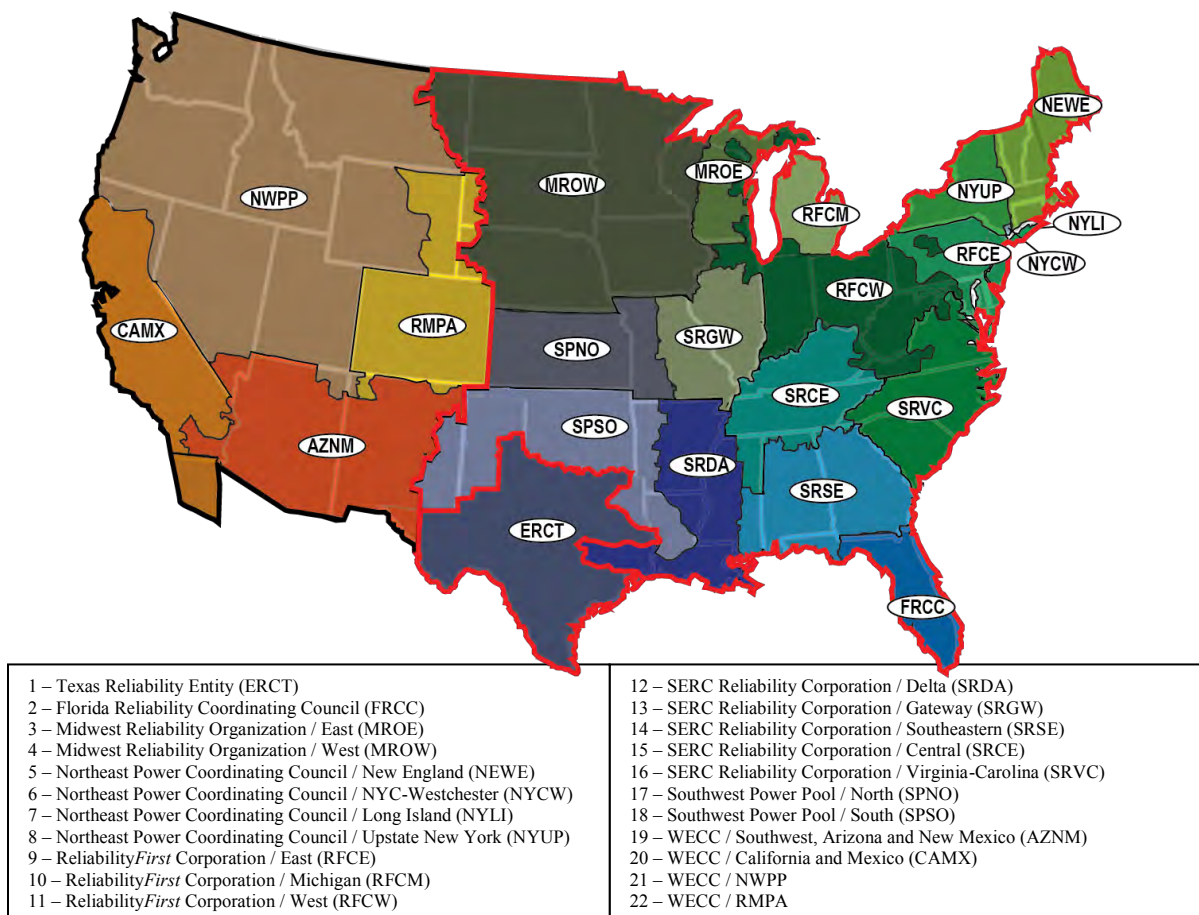 NEWE
MROE
NYUP
MROW
NWPP
RFCM
NYLI
RFCE
NYCW
RFCW
RMPA
CAMX
SRGW
SPNO
SRCE
SRVC
SPSO
AZNM
SRDA
SRSE
ERCT
FRCC
1 – Texas Reliability Entity (ERCT)
2 – Florida Reliability Coordinating Council (FRCC)
3 – Midwest Reliability Organization / East (MROE)
4 – Midwest Reliability Organization / West (MROW)
5 – Northeast Power Coordinating Council / New England (NEWE)
6 – Northeast Power Coordinating Council / NYC-Westchester (NYCW)
7 – Northeast Power Coordinating Council / Long Island (NYLI)
8 – Northeast Power Coordinating Council / Upstate New York (NYUP)
9 – ReliabilityFirst Corporation / East (RFCE)
10 – ReliabilityFirst Corporation / Michigan (RFCM)
11 – ReliabilityFirst Corporation / West (RFCW)
12 – SERC Reliability Corporation / Delta (SRDA)
13 – SERC Reliability Corporation / Gateway (SRGW)
14 – SERC Reliability Corporation / Southeastern (SRSE)
15 – SERC Reliability Corporation / Central (SRCE)
16 – SERC Reliability Corporation / Virginia-Carolina (SRVC)
17 – Southwest Power Pool / North (SPNO)
18 – Southwest Power Pool / South (SPSO)
19 – WECC / Southwest, Arizona and New Mexico (AZNM)
20 – WECC / California and Mexico (CAMX)
21 – WECC / NWPP
22 – WECC / RMPA